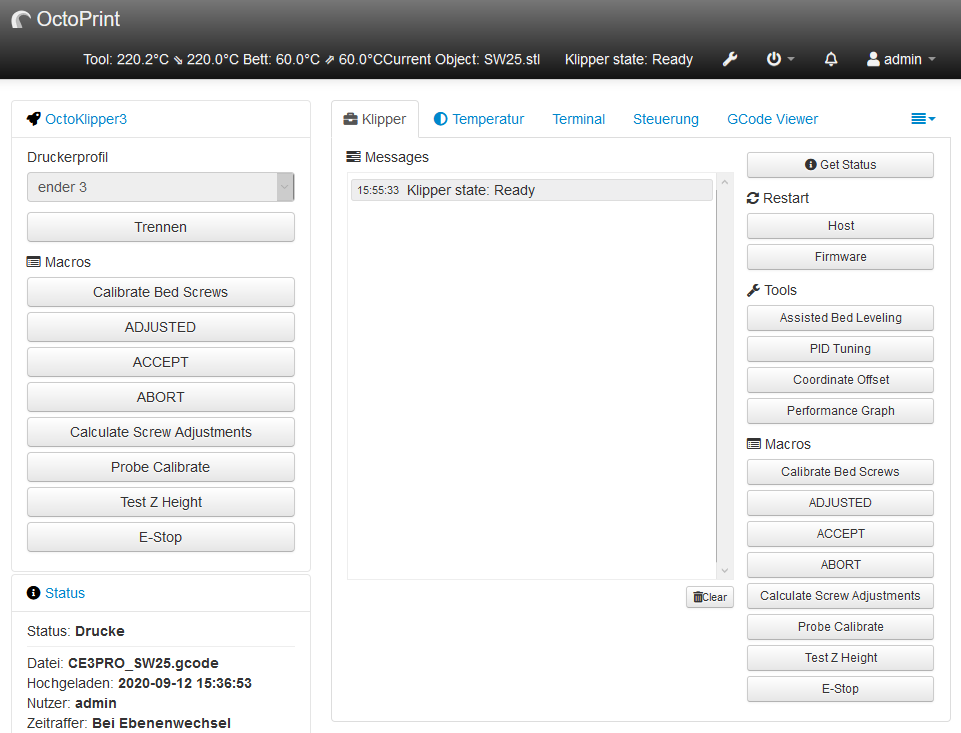 OctoPrint
Tool: 220.2°C ⇘ 220.0°C Bett: 60.0°C ⇗ 60.0°CCurrent Object: SW25.stl Klipper state: Ready admin
OctoKlipper3
Druckerprofil
ender 3
Trennen
Macros
Calibrate Bed Screws
ADJUSTED
ACCEPT
ABORT
Calculate Screw Adjustments
Probe Calibrate
Test Z Height
E-Stop
Status
Status: Drucke
Datei: CE3PRO_SW25.gcode
Hochgeladen: 2020-09-12 15:36:53
Nutzer: admin
Zeitraffer: Bei Ebenenwechsel
Klipper Temperatur Terminal Steuerung GCode Viewer
Messages
15:55:33 Klipper state: Ready
Clear
Get Status
Restart
Host
Firmware
Tools
Assisted Bed Leveling
PID Tuning
Coordinate Offset
Performance Graph
Macros
Calibrate Bed Screws
ADJUSTED
ACCEPT
ABORT
Calculate Screw Adjustments
Probe Calibrate
Test Z Height
E-Stop